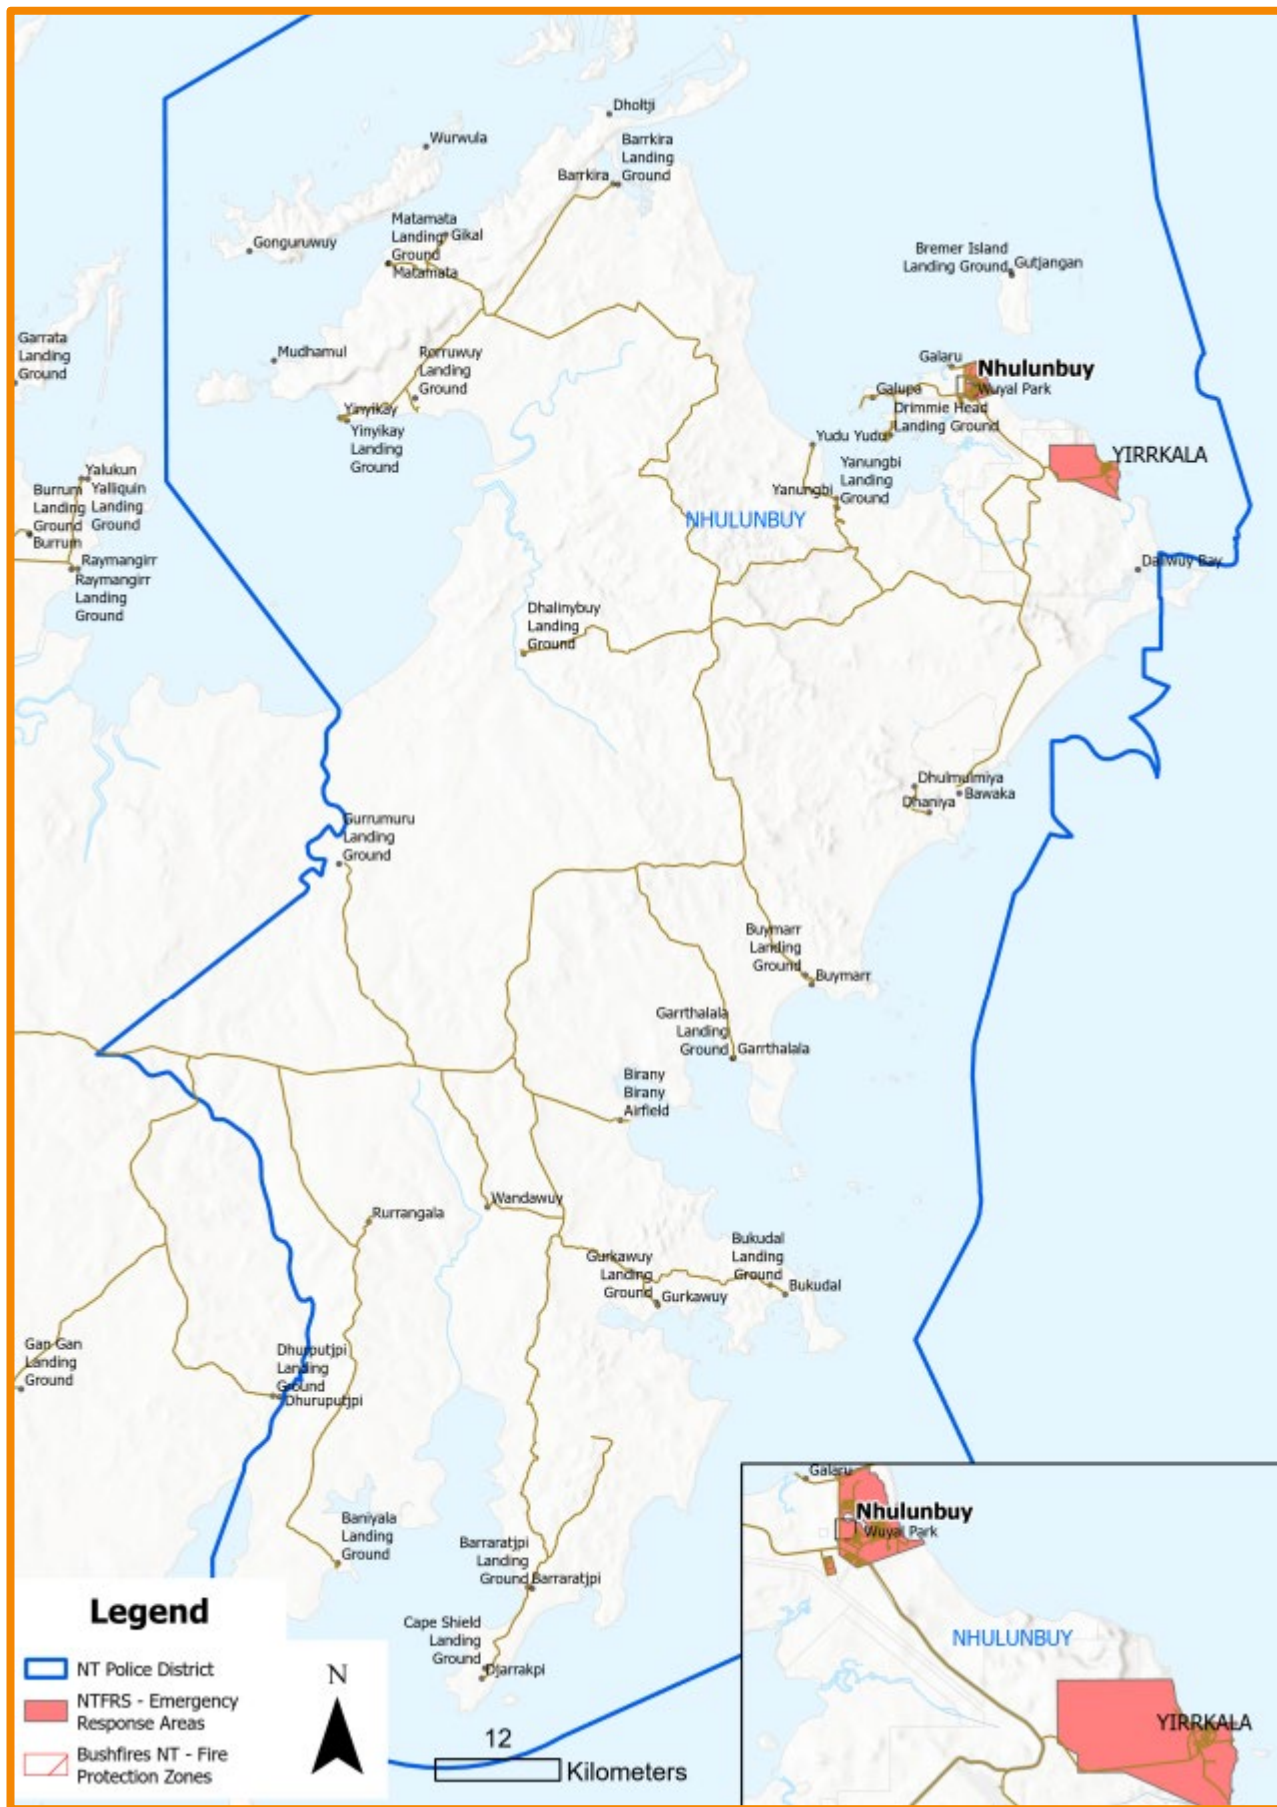 Dholtji
Wurwula
Barrkira
Landing
Ground
Barrkira
Matamata
Landing
Ground
Gikal
Matamata
Gonguruwuy
Bremer Island
Landing Ground
Gutjangan
Garrata
Landing
Ground
Mudhamul
Rorruwuy
Landing
Ground
Galaru
Nhulunbuy
Wuyal Park
Galupa
Drimmie Head
Landing Ground
Yinyikay
Yinyikay
Landing
Ground
Yudu Yudu
YIRRKALA
Yalukun
Yalliquin
Landing
Ground
Burrum
Landing
Ground
Burrum
Yanungbi
Landing
Ground
Yanungbi
NHULUNBUY
Raymangirr
Raymangirr
Landing
Ground
Daliwuy Bay
Dhalinybuy
Landing
Ground
Dhulmulmiya
Bawaka
Dhaniya
Gurrumuru
Landing
Ground
Buymarr
Landing
Ground
Buymarr
Garrthalala
Landing
Ground
Garrthalala
Birany
Birany
Airfield
Wandawuy
Rurrangala
Bukudal
Landing
Ground
Bukudal
Gurkawuy
Landing
Ground
Gurkawuy
Gan Gan
Landing
Ground
Dhurputjpi
Landing
Ground
Dhuruputjpi
Baniyala
Landing
Ground
Barraratjpi
Landing
Ground
Barraratjpi
Cape Shield
Landing
Ground
Djarrakpi
Galaru
Nhulunbuy
Wuyal Park
NHULUNBUY
YIRRKALA
Legend
NT Police District
NTFRS - Emergency
Response Areas
Bushfires NT - Fire
Protection Zones
N
12
Kilometers